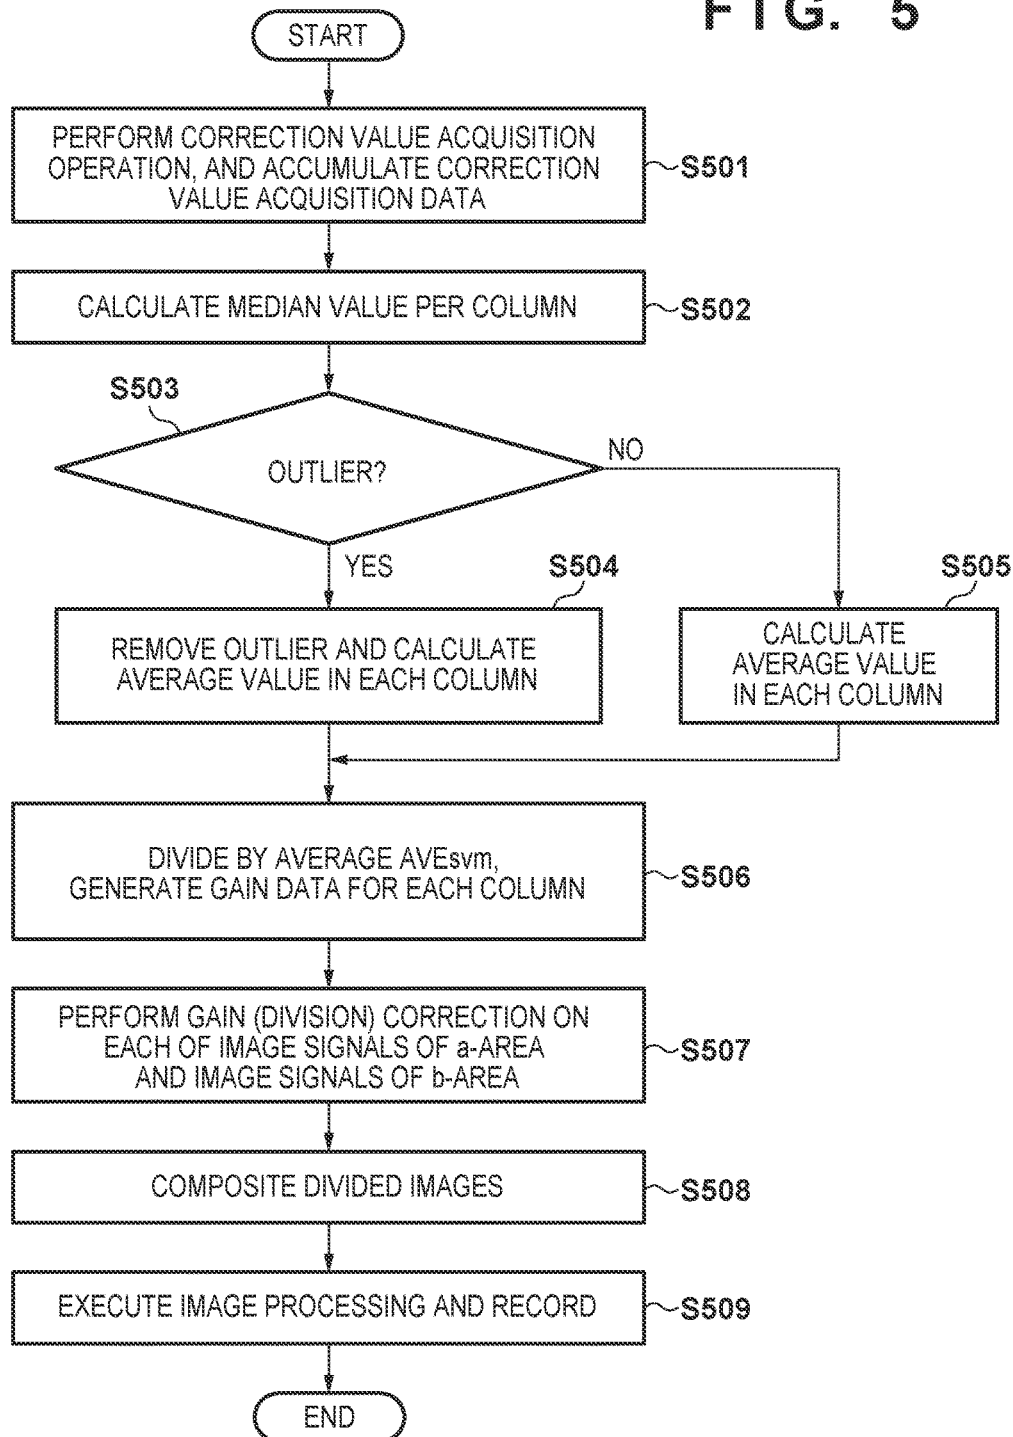 FIG. 5
START
PERFORM CORRECTION VALUE ACQUISITION
OPERATION, AND ACCUMULATE CORRECTION
VALUE ACQUISITION DATA
S501
CALCULATE MEDIAN VALUE PER COLUMN
S502
S503
OUTLIER?
NO
YES
S504
REMOVE OUTLIER AND CALCULATE
AVERAGE VALUE IN EACH COLUMN
S505
CALCULATE
AVERAGE VALUE
IN EACH COLUMN
DIVIDE BY AVERAGE AVEsvm,
GENERATE GAIN DATA FOR EACH COLUMN
S506
PERFORM GAIN (DIVISION) CORRECTION ON
EACH OF IMAGE SIGNALS OF a-AREA
AND IMAGE SIGNALS OF b-AREA
S507
COMPOSITE DIVIDED IMAGES
S508
EXECUTE IMAGE PROCESSING AND RECORD
S509
END